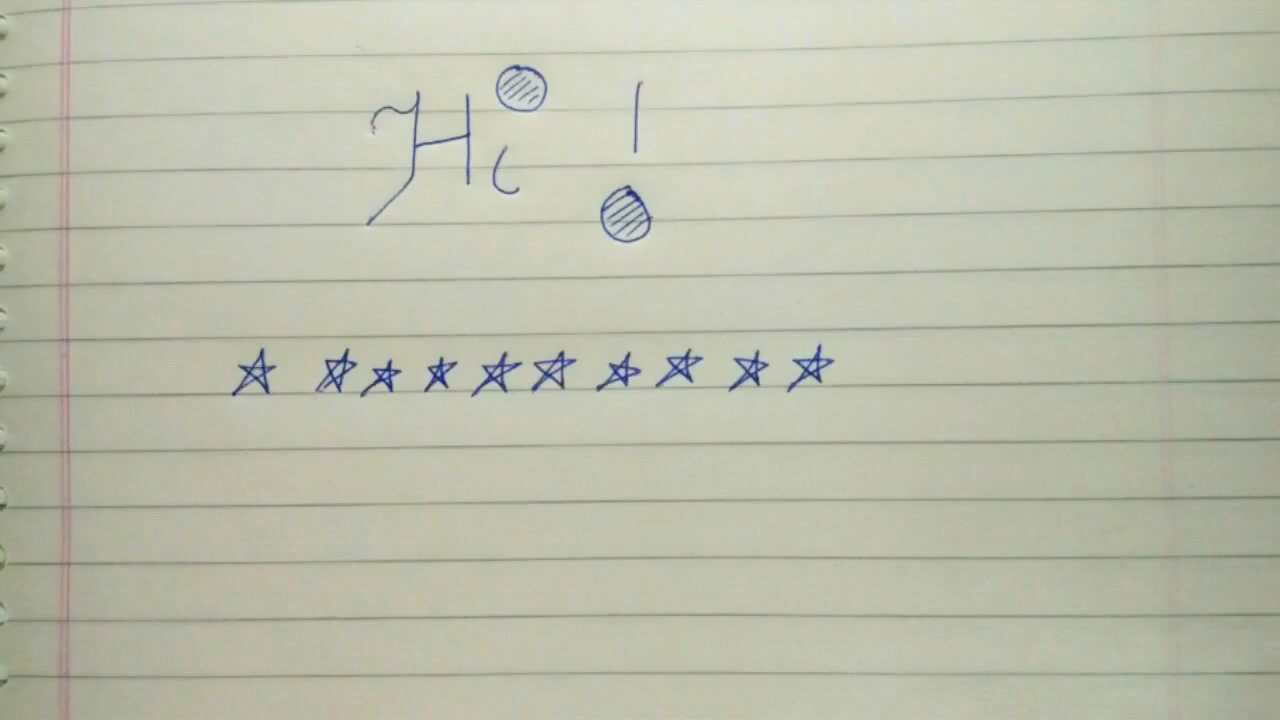 Hi !
☆ ☆ ☆ ☆ ☆ ☆ ☆ ☆ ☆ ☆